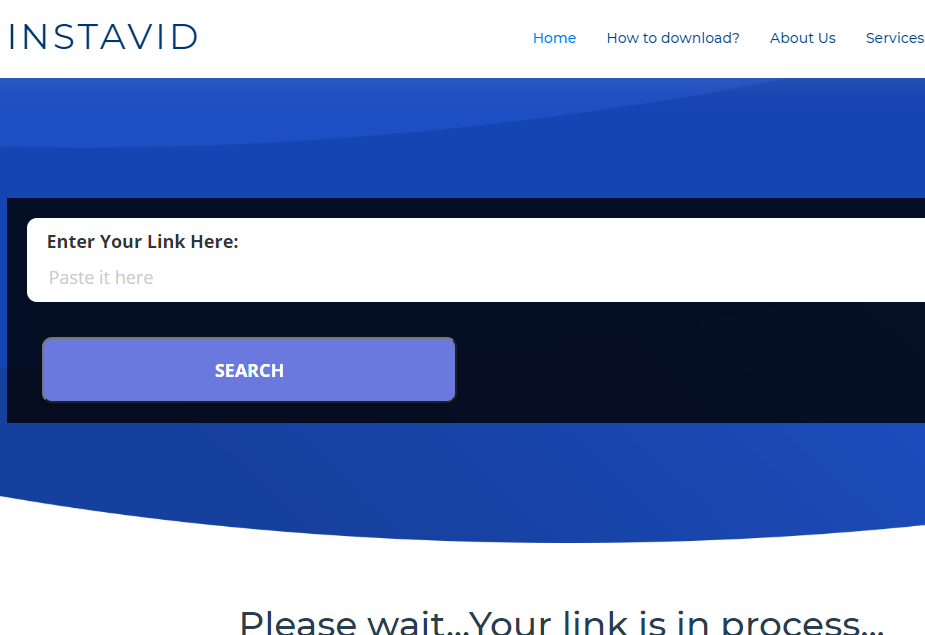 INSTAVID
Home How to download? About Us Services
Enter Your Link Here:
Paste it here
SEARCH
Please wait...Your link is in process...